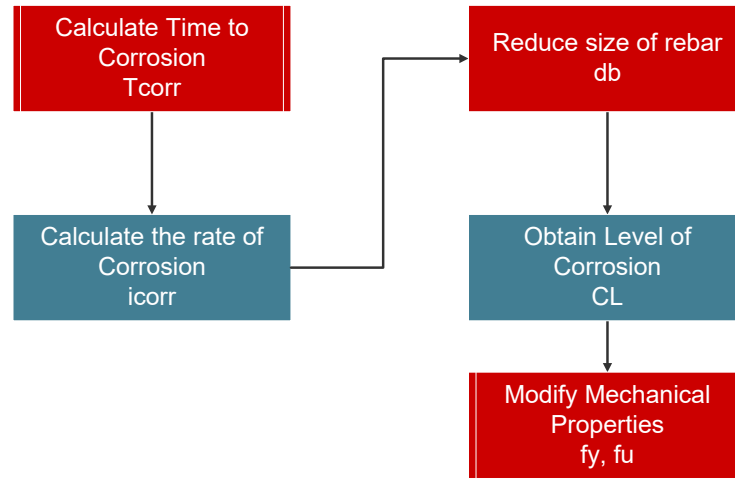 Calculate Time to
Corrosion
Tcorr
Calculate the rate of
Corrosion
icorr
Reduce size of rebar
db
Obtain Level of
Corrosion
CL
Modify Mechanical
Properties
fy, fu